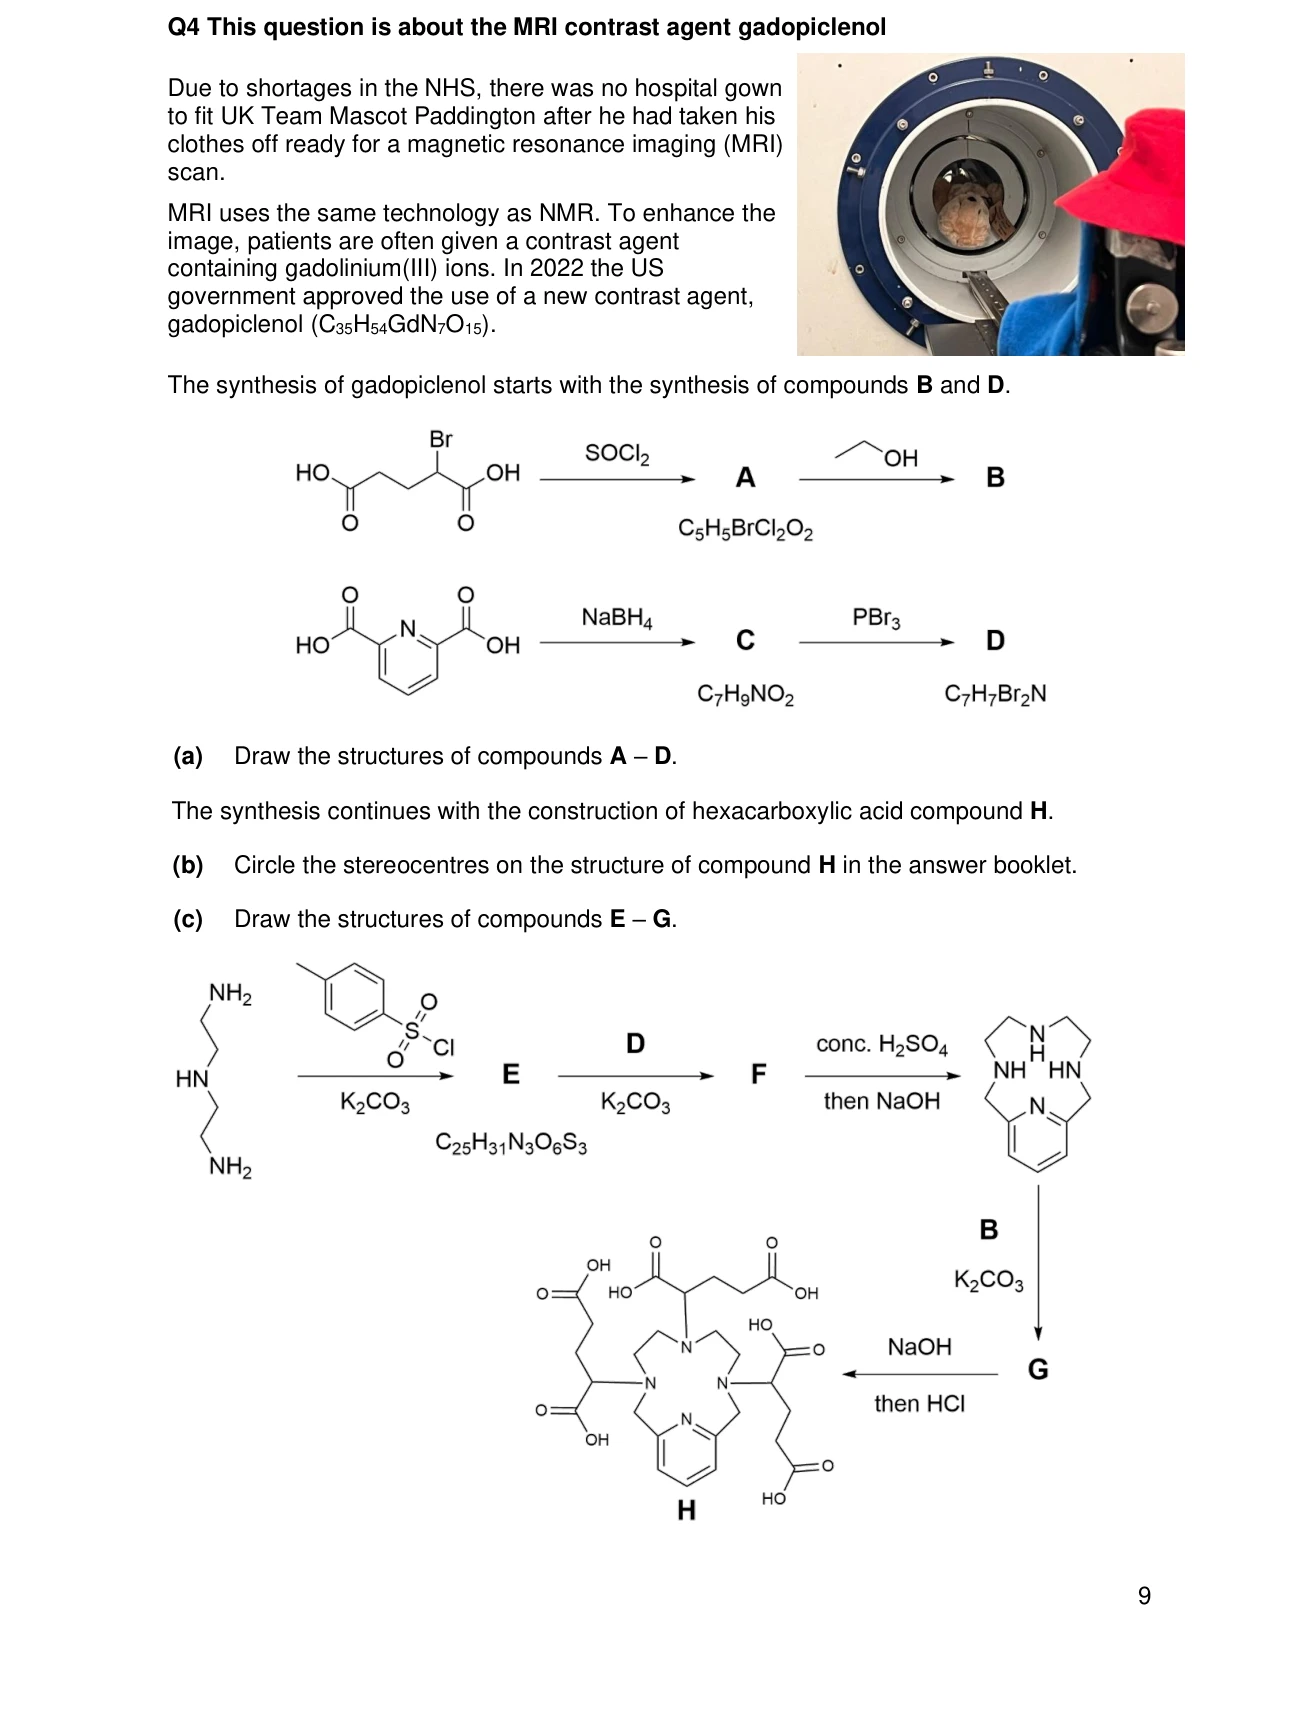 Q4 This question is about the MRI contrast agent gadopiclenol
Due to shortages in the NHS, there was no hospital gown
to fit UK Team Mascot Paddington after he had taken his
clothes off ready for a magnetic resonance imaging (MRI)
scan.
MRI uses the same technology as NMR. To enhance the
image, patients are often given a contrast agent
containing gadolinium(III) ions. In 2022 the US
government approved the use of a new contrast agent,
gadopiclenol (C₃₅H₅₄GdN₇O₁₅).
The synthesis of gadopiclenol starts with the synthesis of compounds B and D.
Br
HO OH
O O
SOCl₂
A
C₅H₅BrCl₂O₂
OH
B
O O
HO N OH
NaBH₄
C
C₇H₉NO₂
PBr₃
D
C₇H₇Br₂N
(a) Draw the structures of compounds A – D.
The synthesis continues with the construction of hexacarboxylic acid compound H.
(b) Circle the stereocentres on the structure of compound H in the answer booklet.
(c) Draw the structures of compounds E – G.
NH₂
HN
NH₂
O
S
O Cl
K₂CO₃
E
C₂₅H₃₁N₃O₆S₃
D
K₂CO₃
F
conc. H₂SO₄
then NaOH
N
H
NH HN
N
B
K₂CO₃
G
NaOH
then HCl
O O
OH
O HO OH
HO
O
N
N N
O
OH
N
O
HO
H
9